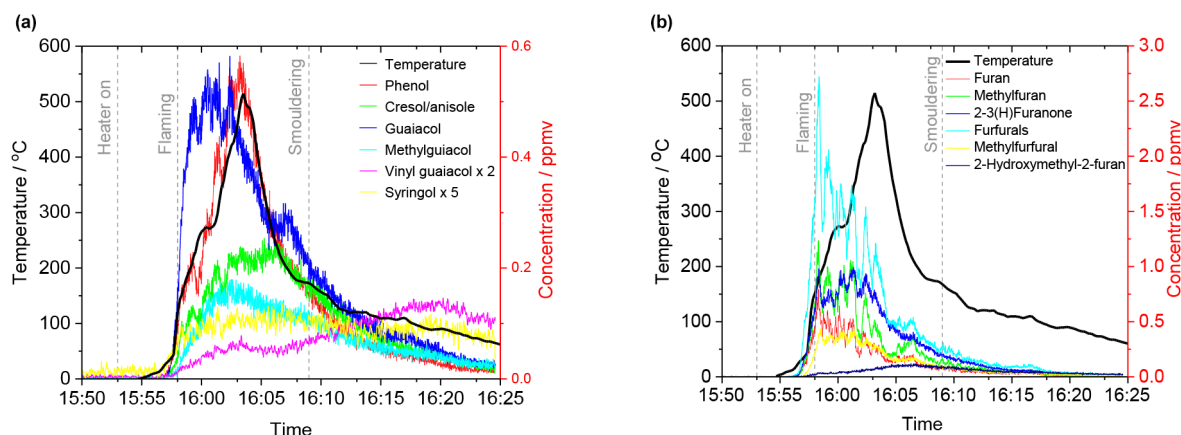 (a)
600
500
400
300
200
100
0
Temperature / °C
Heater on
Flaming
Smouldering
Temperature
Phenol
Cresol/anisole
Guaiacol
Methylguiacol
Vinyl guaiacol x 2
Syringol x 5
0.6
0.4
0.2
0.0
Concentration / ppmv
15:50 15:55 16:00 16:05 16:10 16:15 16:20 16:25
Time
(b)
600
500
400
300
200
100
0
Temperature / °C
Heater on
Flaming
Smouldering
Temperature
Furan
Methylfuran
2-3(H)Furanone
Furfurals
Methylfurfural
2-Hydroxymethyl-2-furan
3.0
2.5
2.0
1.5
1.0
0.5
0.0
Concentration / ppmv
15:50 15:55 16:00 16:05 16:10 16:15 16:20 16:25
Time